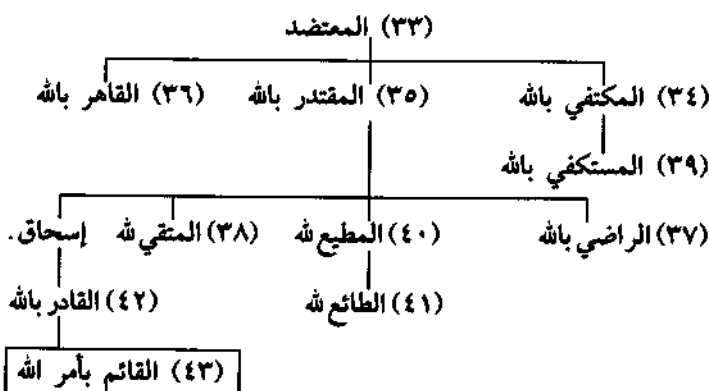 (٣٣) المعتضد
(٣٤) المكتفي بالله (٣٥) المقتدر بالله (٣٦) القاهر بالله
(٣٩) المستكفي بالله
(٣٧) الراضي بالله (٤٠) المطيع لله (٣٨) المتقي لله إسحاق.
(٤١) الطائع لله (٤٢) القادر بالله
(٤٣) القائم بأمر الله